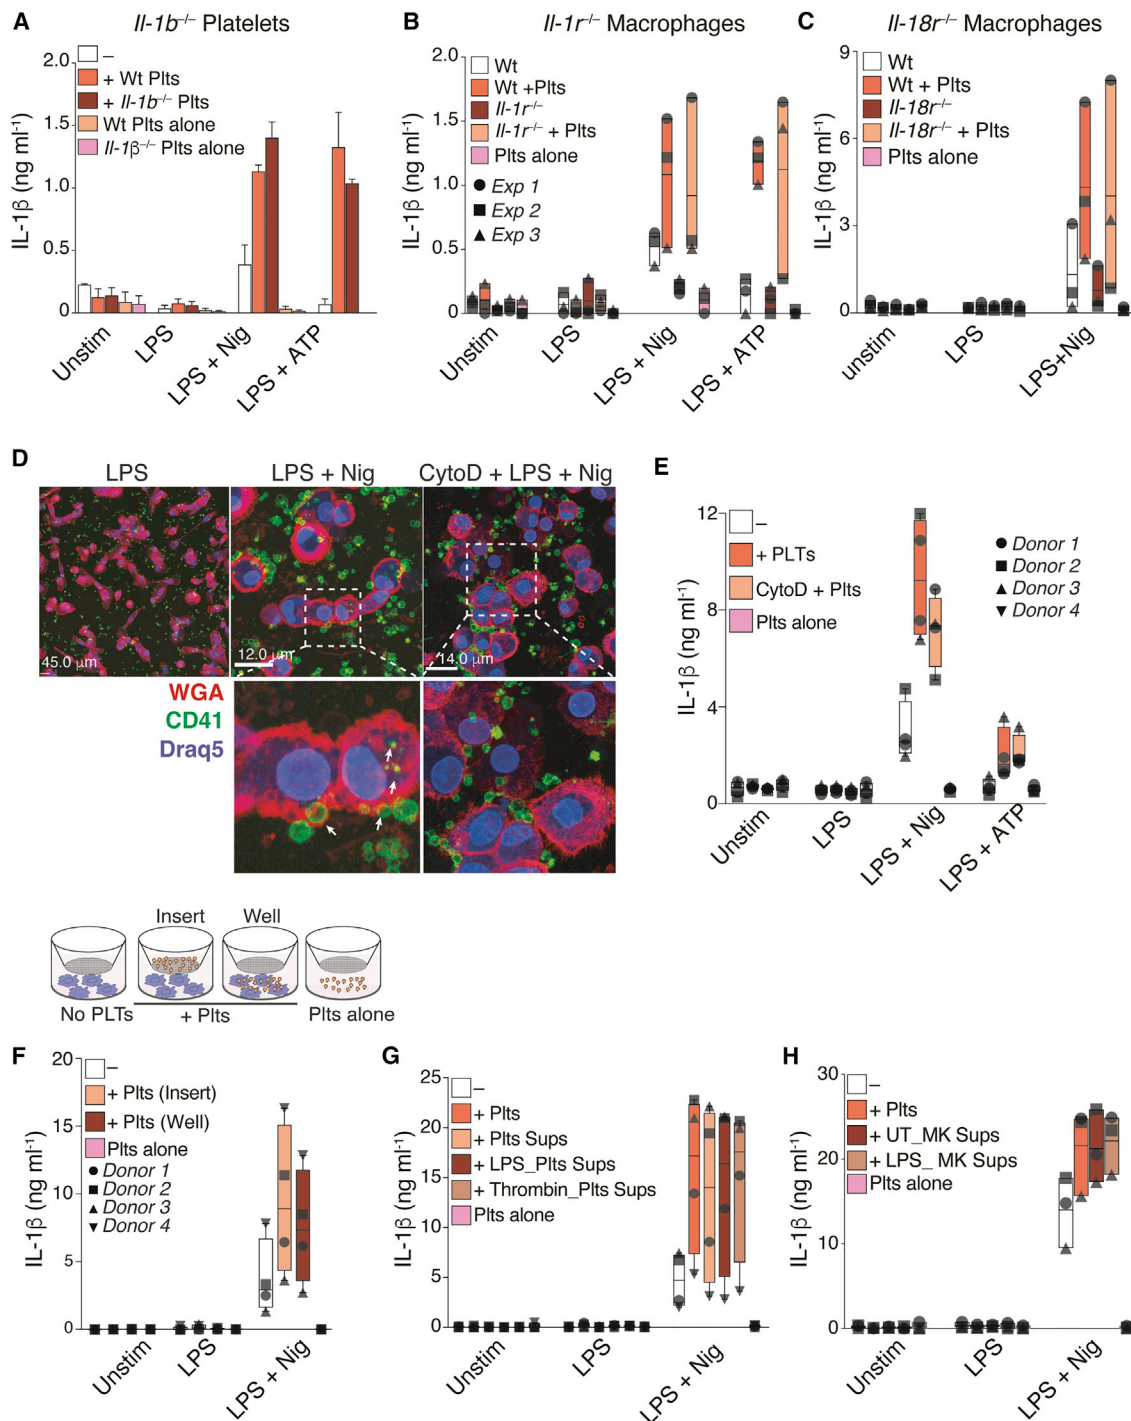 A
Il-1b–/– Platelets
IL-1β (ng ml-1)
2.0
1.5
1.0
0.5
0
–
+ Wt Plts
+ Il-1b–/– Plts
Wt Plts alone
Il-1β–/– Plts alone
Unstim
LPS
LPS + Nig
LPS + ATP
B
Il-1r–/– Macrophages
IL-1β (ng ml-1)
2.0
1.5
1.0
0.5
0
Wt
Wt +Plts
Il-1r–/–
Il-1r–/– + Plts
Plts alone
Exp 1
Exp 2
Exp 3
Unstim
LPS
LPS + Nig
LPS + ATP
C
Il-18r–/– Macrophages
IL-1β (ng ml-1)
9
6
3
0
Wt
Wt + Plts
Il-18r–/–
Il-18r–/– + Plts
Plts alone
unstim
LPS
LPS+Nig
D
LPS
LPS + Nig
CytoD + LPS + Nig
45.0 μm
12.0 μm
14.0 μm
WGA
CD41
Draq5
E
IL-1β (ng ml-1)
12
8
4
0
–
+ PLTs
CytoD + Plts
Plts alone
Donor 1
Donor 2
Donor 3
Donor 4
Unstim
LPS
LPS + Nig
LPS + ATP
Insert
Well
No PLTs
+ Plts
Plts alone
F
IL-1β (ng ml-1)
20
15
10
5
0
–
+ Plts (Insert)
+ Plts (Well)
Plts alone
Donor 1
Donor 2
Donor 3
Donor 4
Unstim
LPS
LPS + Nig
G
IL-1β (ng ml-1)
25
20
15
10
5
0
–
+ Plts
+ Plts Sups
+ LPS_Plts Sups
+ Thrombin_Plts Sups
Plts alone
Unstim
LPS
LPS + Nig
H
IL-1β (ng ml-1)
30
20
10
0
–
+ Plts
+ UT_MK Sups
+ LPS_ MK Sups
Plts alone
Unstim
LPS
LPS + Nig